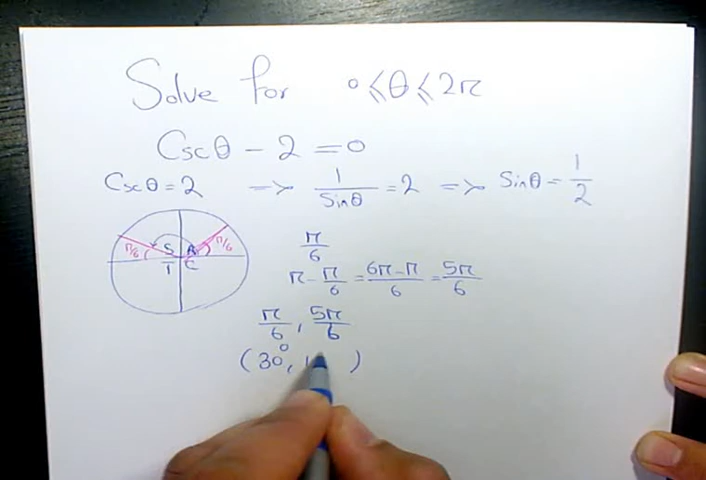 Solve for 0 ≤ θ ≤ 2π
Cscθ - 2 = 0
Cscθ = 2 → 1/Sinθ = 2 ⇒ Sinθ = 1/2
S A
T C
π/6 π/6
π/6
π - π/6 = 6π - π/6 = 5π/6
π/6, 5π/6
(30°, )